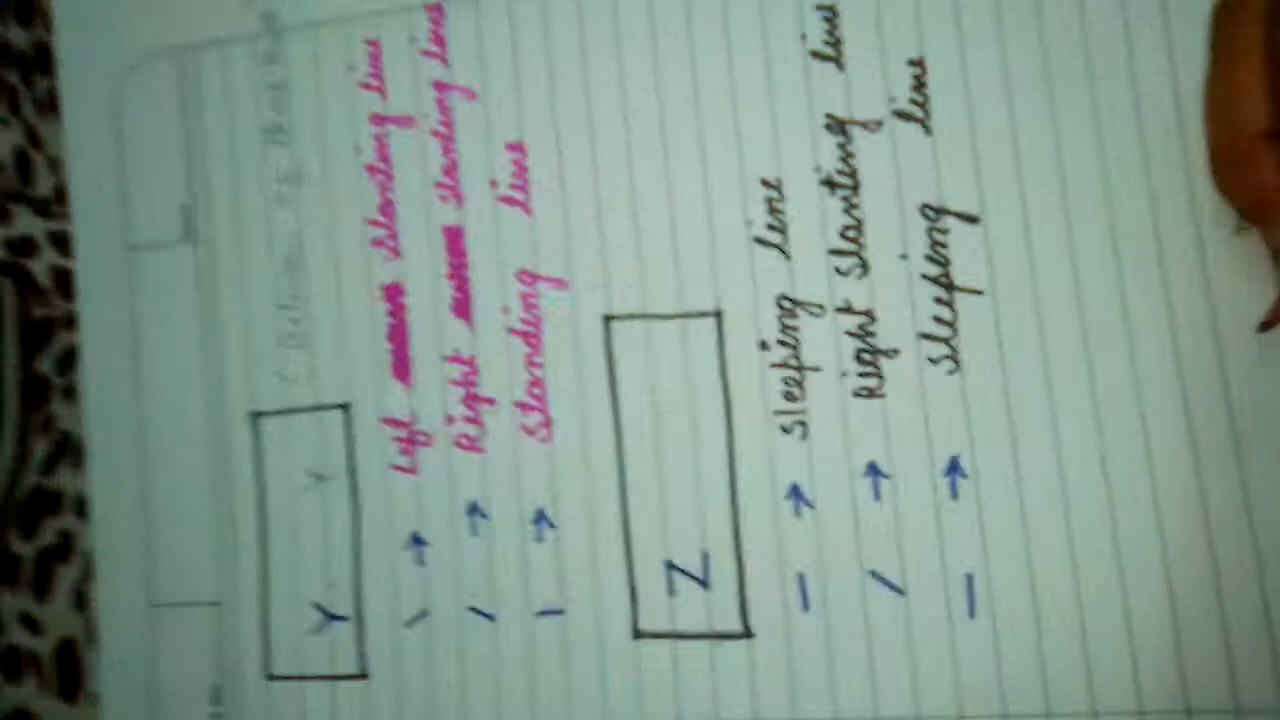 Y Y
\ → Left slanting line
/ → Right slanting line
| → Standing line
Z
— → Sleeping line
/ → Right slanting line
— → Sleeping line